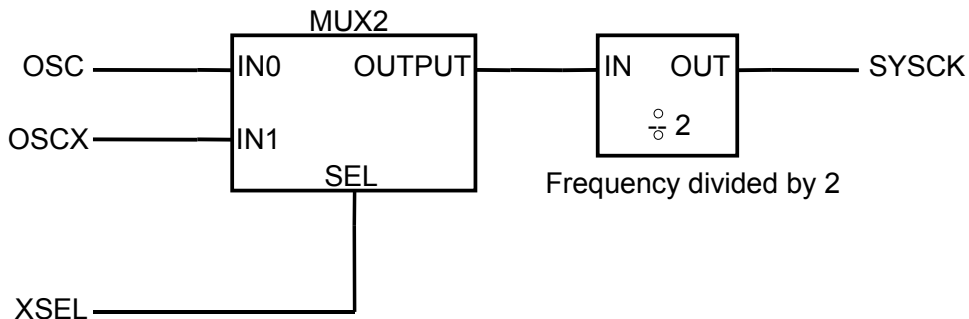 MUX2
OSC IN0 OUTPUT IN OUT SYSCK
÷ 2
OSCX IN1
SEL
Frequency divided by 2
XSEL